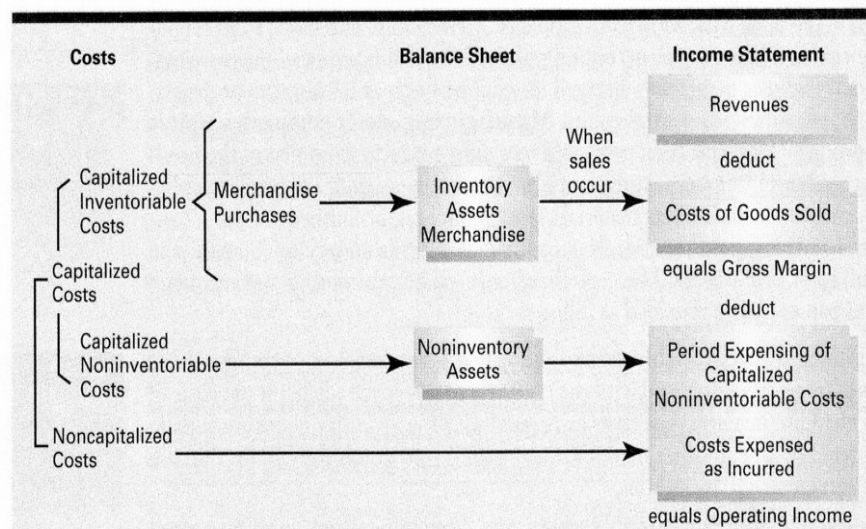 Costs
Balance Sheet
Income Statement
Revenues
deduct
When
sales
occur
Capitalized
Inventoriable
Costs
Merchandise
Purchases
Inventory
Assets
Merchandise
Costs of Goods Sold
equals Gross Margin
deduct
Capitalized
Costs
Capitalized
Noninventoriable
Costs
Noninventory
Assets
Period Expensing of
Capitalized
Noninventoriable Costs
Noncapitalized
Costs
Costs Expensed
as Incurred
equals Operating Income